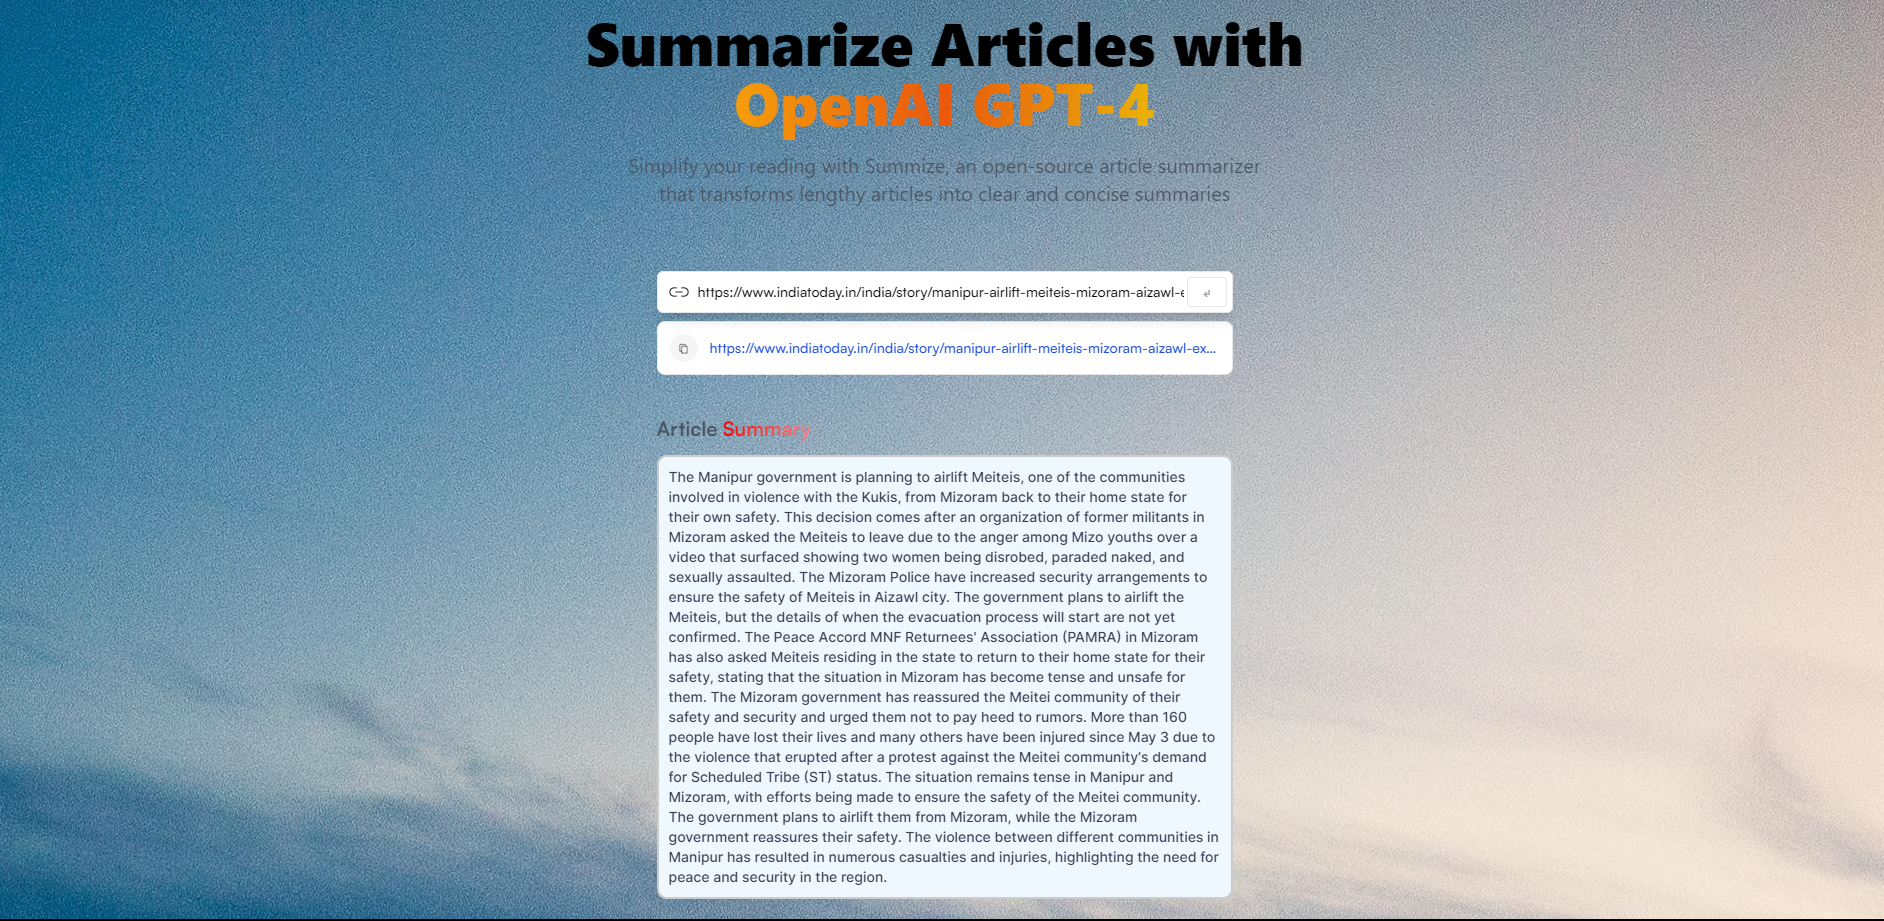 Summarize Articles with
OpenAI GPT-4
Simplify your reading with Summize, an open-source article summarizer
that transforms lengthy articles into clear and concise summaries
https://www.indiatoday.in/india/story/manipur-airlift-meiteis-mizoram-aizawl-e
https://www.indiatoday.in/india/story/manipur-airlift-meiteis-mizoram-aizawl-ex...
Article Summary
The Manipur government is planning to airlift Meiteis, one of the communities
involved in violence with the Kukis, from Mizoram back to their home state for
their own safety. This decision comes after an organization of former militants in
Mizoram asked the Meiteis to leave due to the anger among Mizo youths over a
video that surfaced showing two women being disrobed, paraded naked, and
sexually assaulted. The Mizoram Police have increased security arrangements to
ensure the safety of Meiteis in Aizawl city. The government plans to airlift the
Meiteis, but the details of when the evacuation process will start are not yet
confirmed. The Peace Accord MNF Returnees' Association (PAMRA) in Mizoram
has also asked Meiteis residing in the state to return to their home state for their
safety, stating that the situation in Mizoram has become tense and unsafe for
them. The Mizoram government has reassured the Meitei community of their
safety and security and urged them not to pay heed to rumors. More than 160
people have lost their lives and many others have been injured since May 3 due to
the violence that erupted after a protest against the Meitei community's demand
for Scheduled Tribe (ST) status. The situation remains tense in Manipur and
Mizoram, with efforts being made to ensure the safety of the Meitei community.
The government plans to airlift them from Mizoram, while the Mizoram
government reassures their safety. The violence between different communities in
Manipur has resulted in numerous casualties and injuries, highlighting the need for
peace and security in the region.